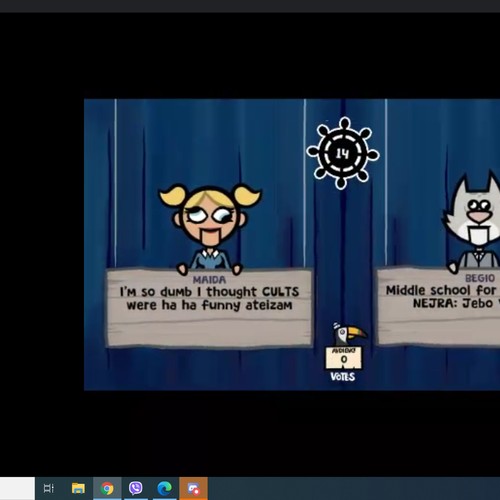 14
MAIDA
I'M so dumb I thought CULTS
were ha ha funny ateizam
BEGIO
Middle school for
NEJRA: Jebo
AUDIENCE
0
VOTES